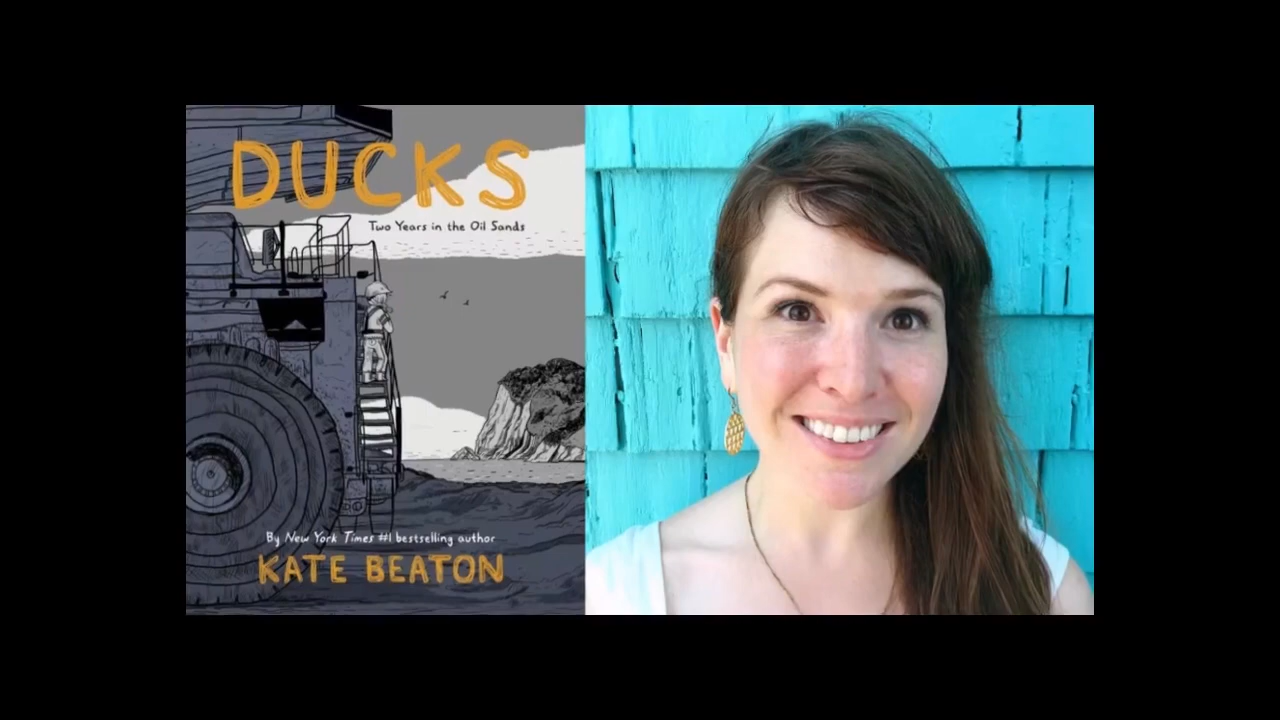 DUCKS
Two Years in the Oil Sands
By New York Times #1 bestselling author
KATE BEATON